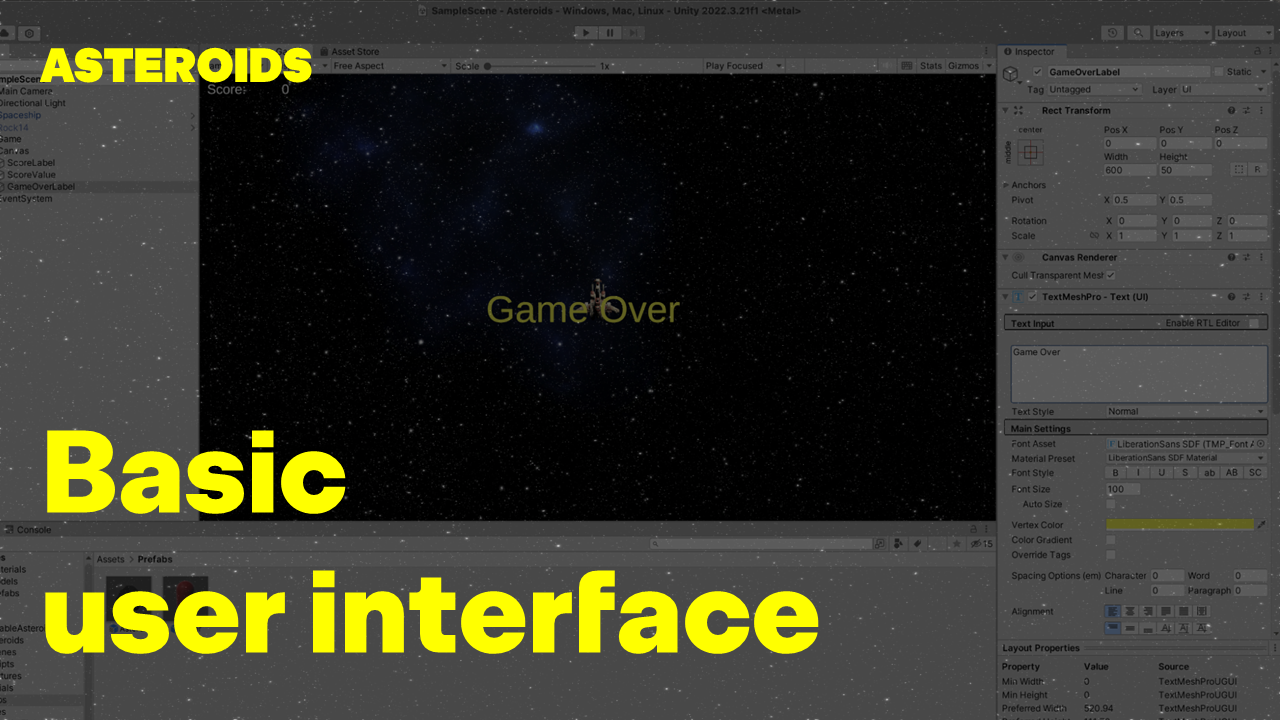 SampleScene - Asteroids - Windows, Mac, Linux - Unity 2022.3.21f1 <Metal>
Layers
Layout
ASTEROIDS
Asset Store
Free Aspect
Scale
1x
Play Focused
Stats
Gizmos
Score:
0
Main Camera
Directional Light
Spaceship
Rock14
Game
Canvas
ScoreLabel
ScoreValue
GameOverLabel
EventSystem
Game Over
Inspector
GameOverLabel
Static
Tag Untagged
Layer UI
Rect Transform
center
middle
Pos X Pos Y Pos Z
0 0 0
Width Height
600 50
R
Anchors
Pivot X 0.5 Y 0.5
Rotation X 0 Y 0 Z 0
Scale X 1 Y 1 Z 1
Canvas Renderer
Cull Transparent Mesh
TextMeshPro - Text (UI)
Text Input
Enable RTL Editor
Game Over
Text Style Normal
Main Settings
Font Asset LiberationSans SDF (TMP_Font A
Material Preset LiberationSans SDF Material
Font Style B I U S ab AB SC
Font Size 100
Auto Size
Vertex Color
Color Gradient
Override Tags
Spacing Options (em) Character 0 Word 0
Line 0 Paragraph 0
Alignment
Layout Properties
Property Value Source
Min Width 0 TextMeshProUGUI
Min Height 0 TextMeshProUGUI
Preferred Width 520.94 TextMeshProUGUI
Basic
user interface
Console
15
Assets > Prefabs